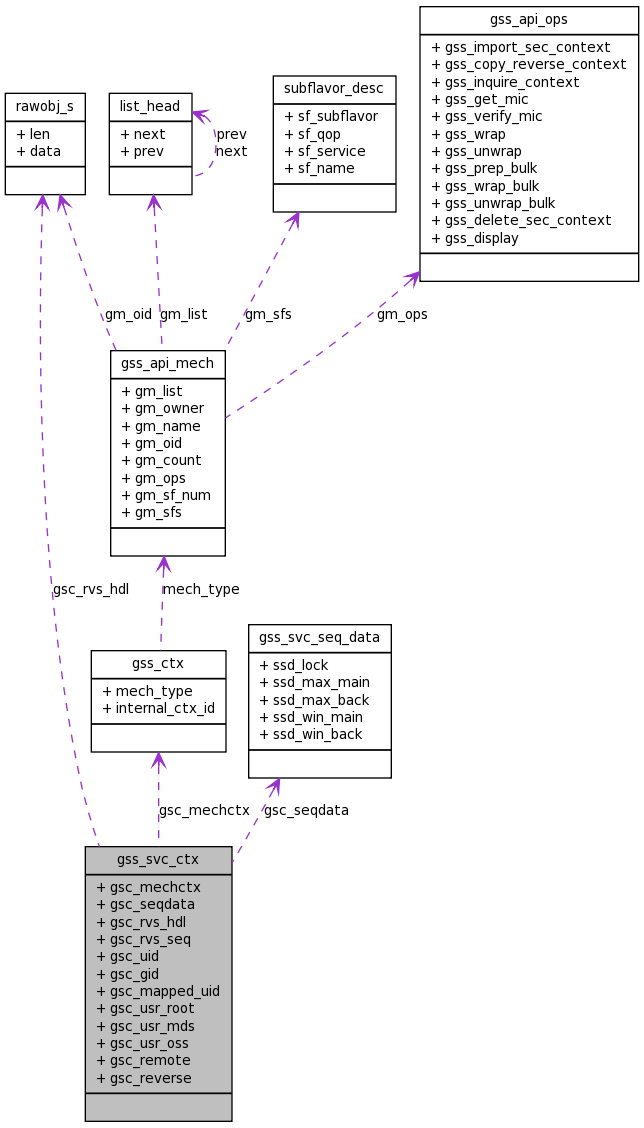 gss_api_ops
+ gss_import_sec_context
+ gss_copy_reverse_context
+ gss_inquire_context
+ gss_get_mic
+ gss_verify_mic
+ gss_wrap
+ gss_unwrap
+ gss_prep_bulk
+ gss_wrap_bulk
+ gss_unwrap_bulk
+ gss_delete_sec_context
+ gss_display
subflavor_desc
+ sf_subflavor
+ sf_qop
+ sf_service
+ sf_name
rawobj_s
+ len
+ data
list_head
+ next
+ prev
prev
next
gm_oid
gm_list
gm_sfs
gm_ops
gss_api_mech
+ gm_list
+ gm_owner
+ gm_name
+ gm_oid
+ gm_count
+ gm_ops
+ gm_sf_num
+ gm_sfs
gsc_rvs_hdl
mech_type
gss_ctx
+ mech_type
+ internal_ctx_id
gss_svc_seq_data
+ ssd_lock
+ ssd_max_main
+ ssd_max_back
+ ssd_win_main
+ ssd_win_back
gsc_mechctx
gsc_seqdata
gss_svc_ctx
+ gsc_mechctx
+ gsc_seqdata
+ gsc_rvs_hdl
+ gsc_rvs_seq
+ gsc_uid
+ gsc_gid
+ gsc_mapped_uid
+ gsc_usr_root
+ gsc_usr_mds
+ gsc_usr_oss
+ gsc_remote
+ gsc_reverse